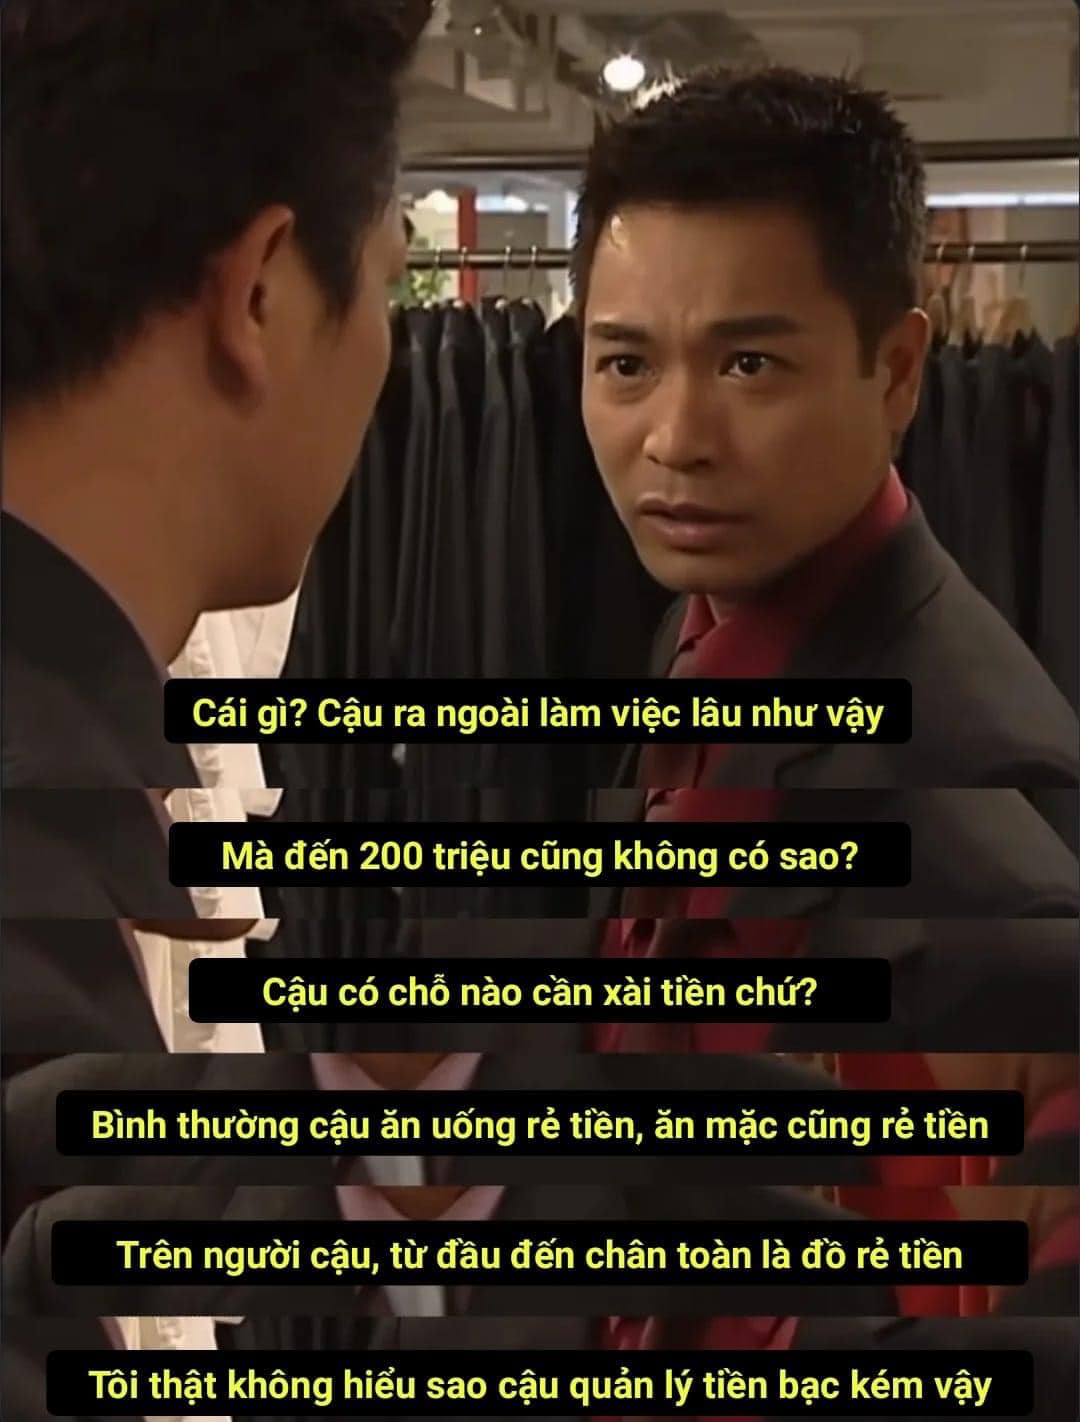 Cái gì? Cậu ra ngoài làm việc lâu như vậy
Mà đến 200 triệu cũng không có sao?
Cậu có chỗ nào cần xài tiền chứ?
Bình thường cậu ăn uống rẻ tiền, ăn mặc cũng rẻ tiền
Trên người cậu, từ đầu đến chân toàn là đồ rẻ tiền
Tôi thật không hiểu sao cậu quản lý tiền bạc kém vậy